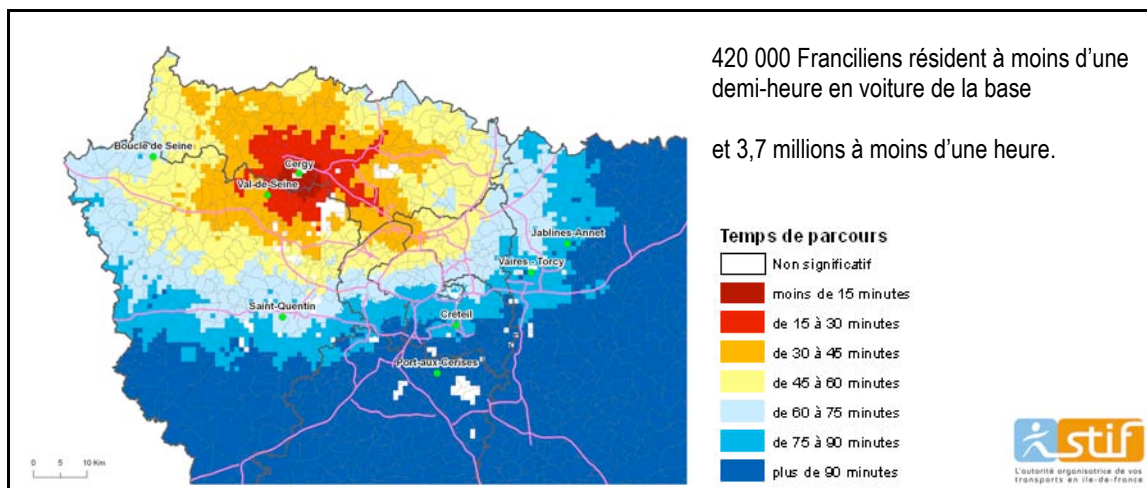 420 000 Franciliens résident à moins d’une
demi-heure en voiture de la base
et 3,7 millions à moins d’une heure.
Boucle de Seine
Cergy
Val-de-Seine
Jablines-Annet
Vaires - Torcy
Saint-Quentin
Créteil
Port-aux-Cerises
0 5 10 Km
Temps de parcours
Non significatif
moins de 15 minutes
de 15 à 30 minutes
de 30 à 45 minutes
de 45 à 60 minutes
de 60 à 75 minutes
de 75 à 90 minutes
plus de 90 minutes
stif
L'autorité organisatrice de vos
transports en île-de-france